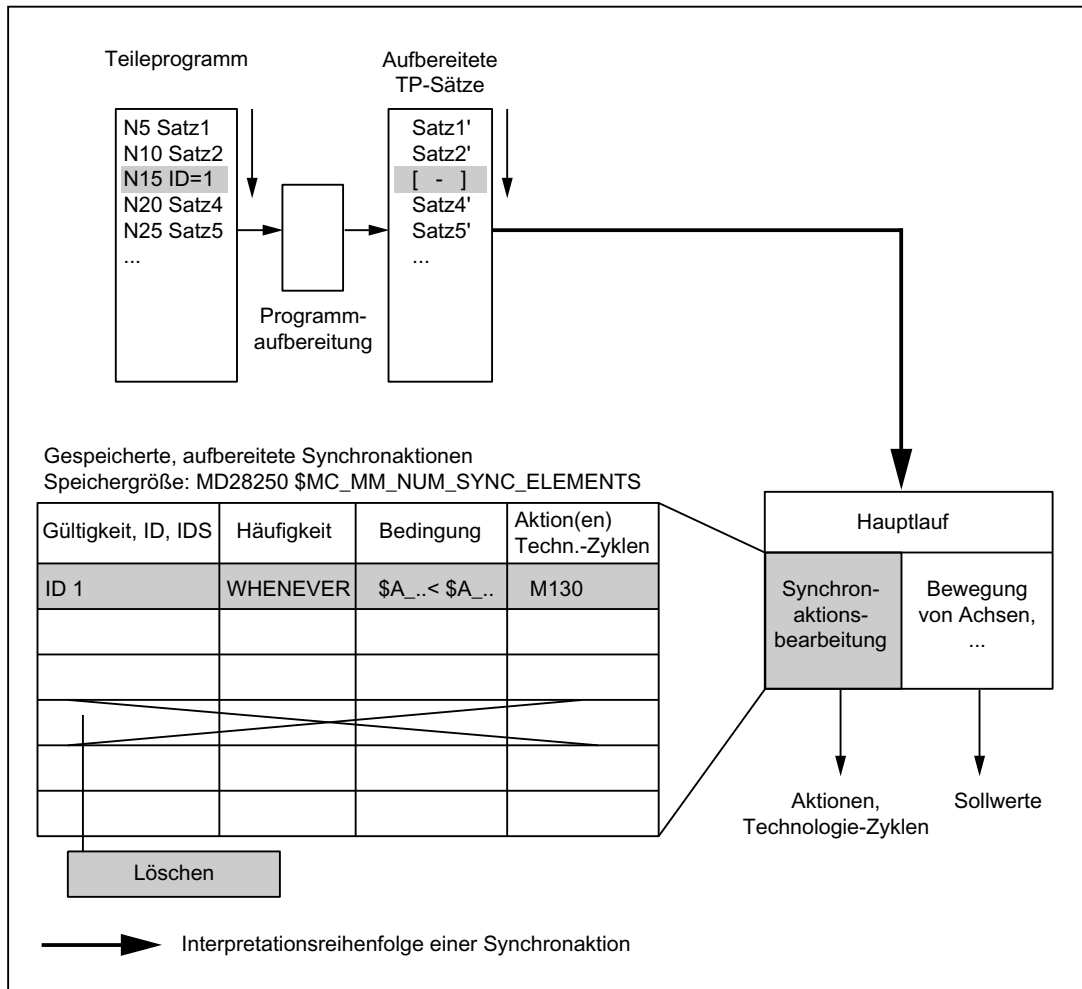 Teileprogramm
Aufbereitete
TP-Sätze
N5 Satz1
N10 Satz2
N15 ID=1
N20 Satz4
N25 Satz5
...
Satz1'
Satz2'
[ - ]
Satz4'
Satz5'
...
Programm-
aufbereitung
Gespeicherte, aufbereitete Synchronaktionen
Speichergröße: MD28250 $MC_MM_NUM_SYNC_ELEMENTS
Gültigkeit, ID, IDS
Häufigkeit
Bedingung
Aktion(en)
Techn.-Zyklen
ID 1
WHENEVER
$A_..< $A_..
M130
Löschen
Hauptlauf
Synchron-
aktions-
bearbeitung
Bewegung
von Achsen,
...
Aktionen,
Technologie-Zyklen
Sollwerte
Interpretationsreihenfolge einer Synchronaktion